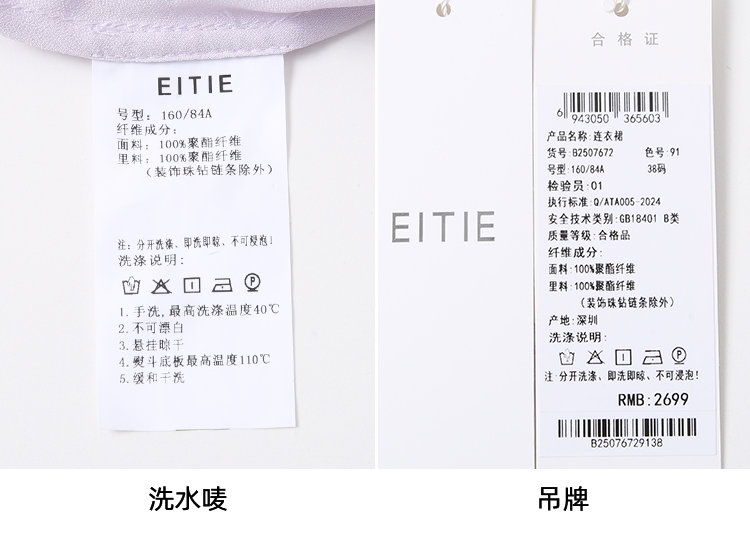 EITIE
号型：160/84A
纤维成分：
面料：100%聚酯纤维
里料：100%聚酯纤维
（装饰珠钻链条除外）
注：分开洗涤、即洗即晾、不可浸泡！
洗涤说明：
1.手洗,最高洗涤温度40℃
2.不可漂白
3.悬挂晾干
4.熨斗底板最高温度110℃
5.缓和干洗
洗水唛
EITIE
合格证
6 943050 365603
产品名称:连衣裙
货号:B2507672 色号:91
号型:160/84A 38码
检验员:01
执行标准:Q/ATA005-2024
安全技术类别:GB18401 B类
质量等级:合格品
纤维成分:
面料:100%聚酯纤维
里料:100%聚酯纤维
（装饰珠钻链条除外）
产地:深圳
洗涤说明:
P
注:分开洗涤、即洗即晾、不可浸泡!
RMB:2699
B25076729138
吊牌